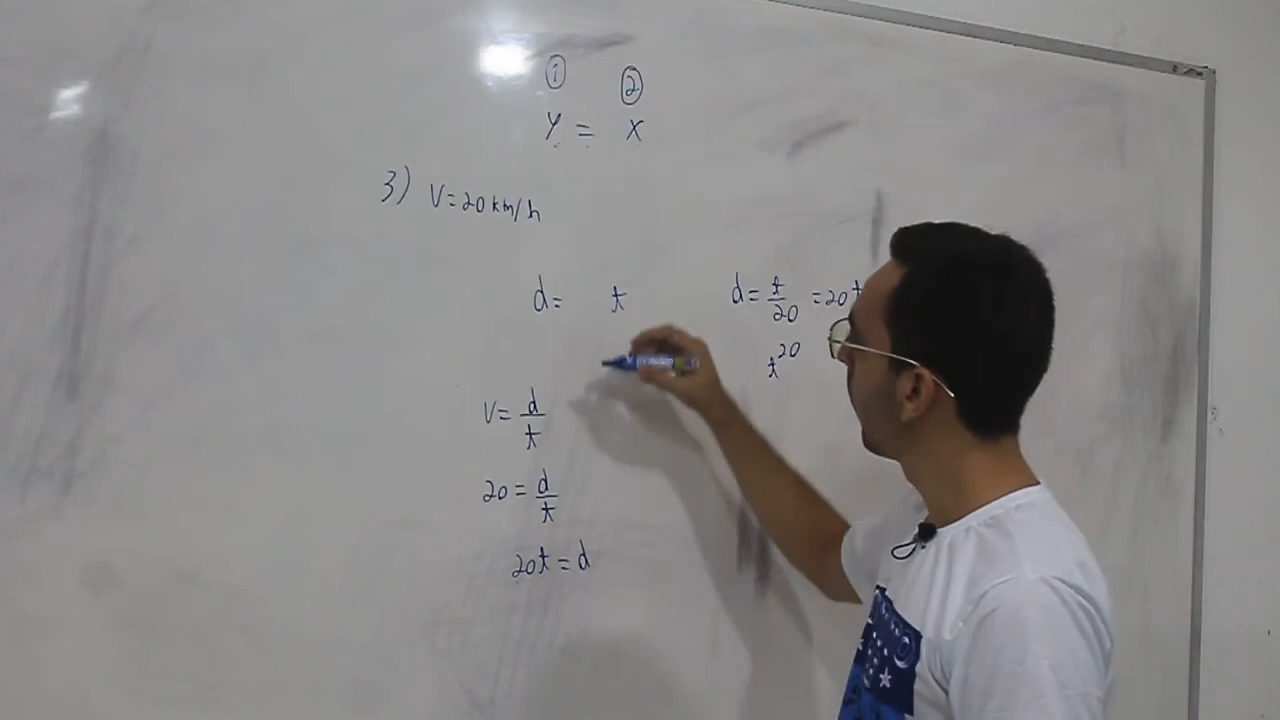 ① ②
Y = X
3) V=20 km/h
d= t
d= t/20 =20t
t^20
V= d/t
20= d/t
20t=d